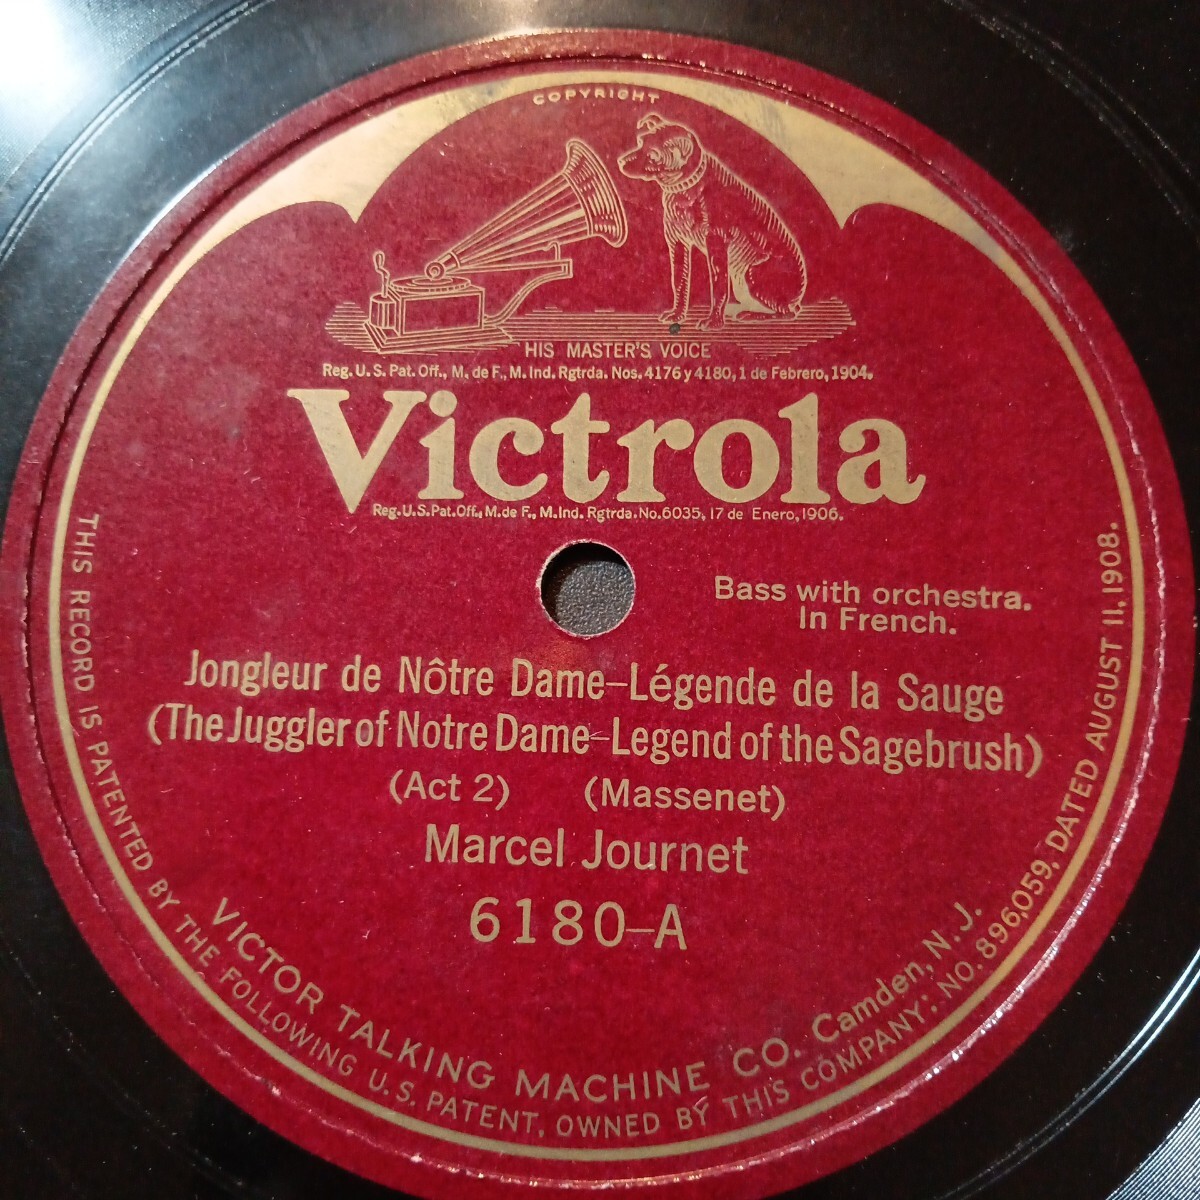 COPYRIGHT
HIS MASTER'S VOICE
Reg. U.S. Pat. Off., M. de F., M. Ind. Rgtrda. Nos. 4176 y 4180, 1 de Febrero, 1904.
Victrola
Reg. U.S. Pat. Off., M. de F., M. Ind. Rgtrda. No. 6035, 17 de Enero, 1906.
Bass with orchestra.
In French.
Jongleur de Nôtre Dame–Légende de la Sauge
(The Juggler of Notre Dame–Legend of the Sagebrush)
(Act 2) (Massenet)
Marcel Journet
6180–A
VICTOR TALKING MACHINE CO. Camden, N.J.
THIS RECORD IS PATENTED BY THE FOLLOWING U.S. PATENT, OWNED BY THIS COMPANY: NO. 896,059, DATED AUGUST 11, 1908.